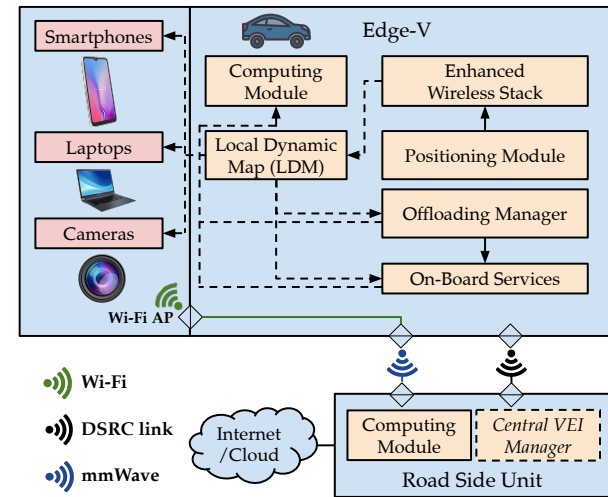 Smartphones
Laptops
Cameras
Wi-Fi AP
Edge-V
Computing
Module
Enhanced
Wireless Stack
Local Dynamic
Map (LDM)
Positioning Module
Offloading Manager
On-Board Services
Wi-Fi
DSRC link
mmWave
Internet
/Cloud
Computing
Module
Central VEI
Manager
Road Side Unit